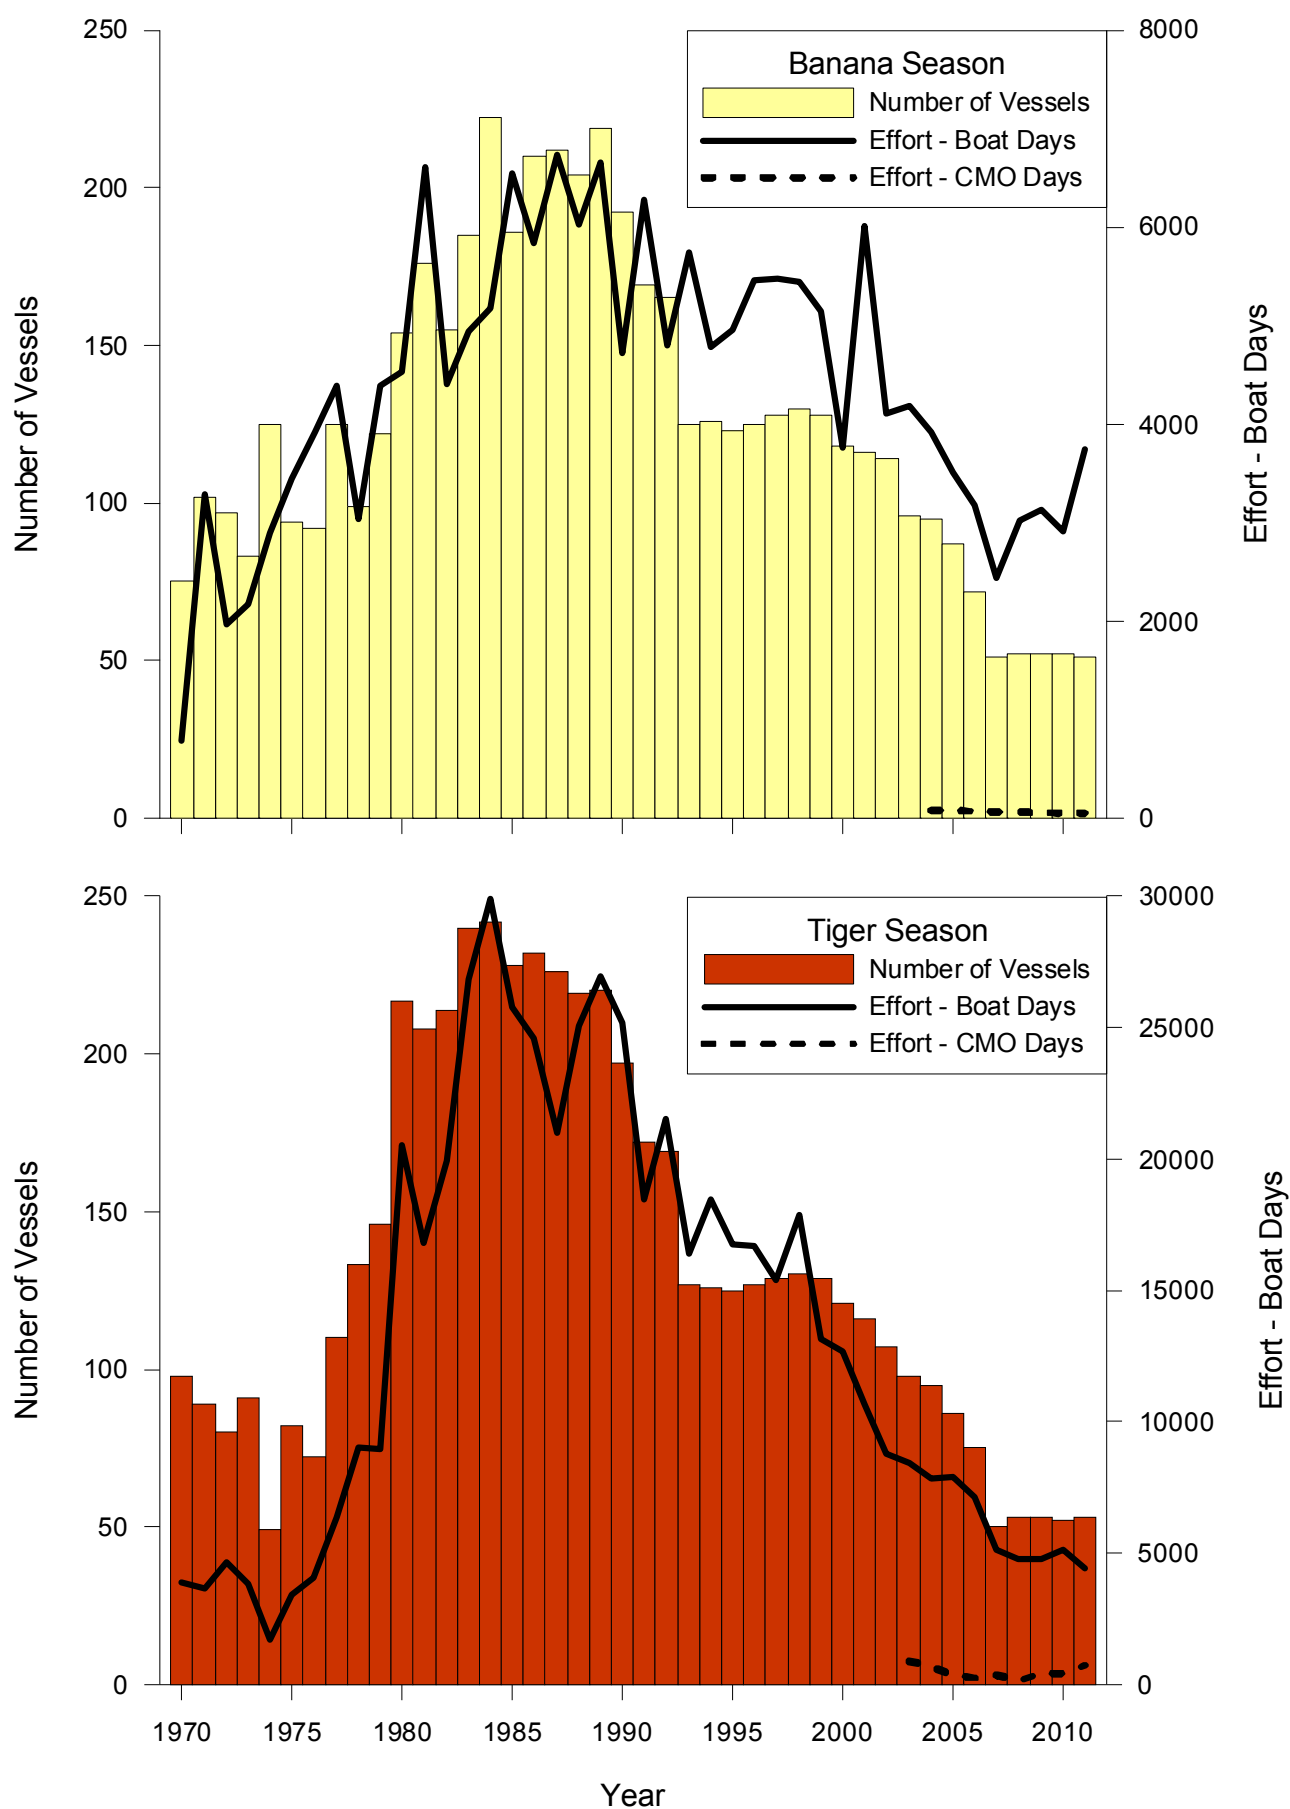 250
200
150
100
50
0
Number of Vessels
Banana Season
Number of Vessels
Effort - Boat Days
Effort - CMO Days
8000
6000
4000
2000
0
Effort - Boat Days
250
200
150
100
50
0
Number of Vessels
Tiger Season
Number of Vessels
Effort - Boat Days
Effort - CMO Days
30000
25000
20000
15000
10000
5000
0
Effort - Boat Days
1970 1975 1980 1985 1990 1995 2000 2005 2010
Year